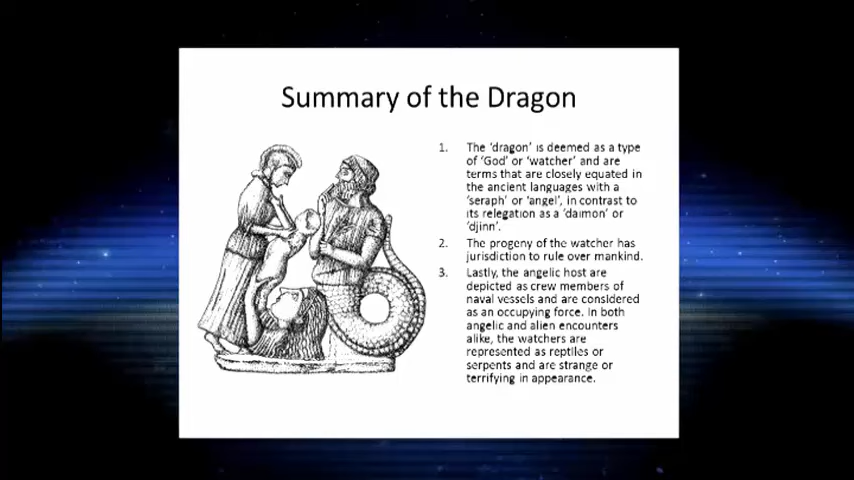 Summary of the Dragon
1. The 'dragon' is deemed as a type
of 'God' or 'watcher' and are
terms that are closely equated in
the ancient languages with a
'seraph' or 'angel', in contrast to
its relegation as a 'daimon' or
'djinn'.
2. The progeny of the watcher has
jurisdiction to rule over mankind.
3. Lastly, the angelic host are
depicted as crew members of
naval vessels and are considered
as an occupying force. In both
angelic and alien encounters
alike, the watchers are
represented as reptiles or
serpents and are strange or
terrifying in appearance.